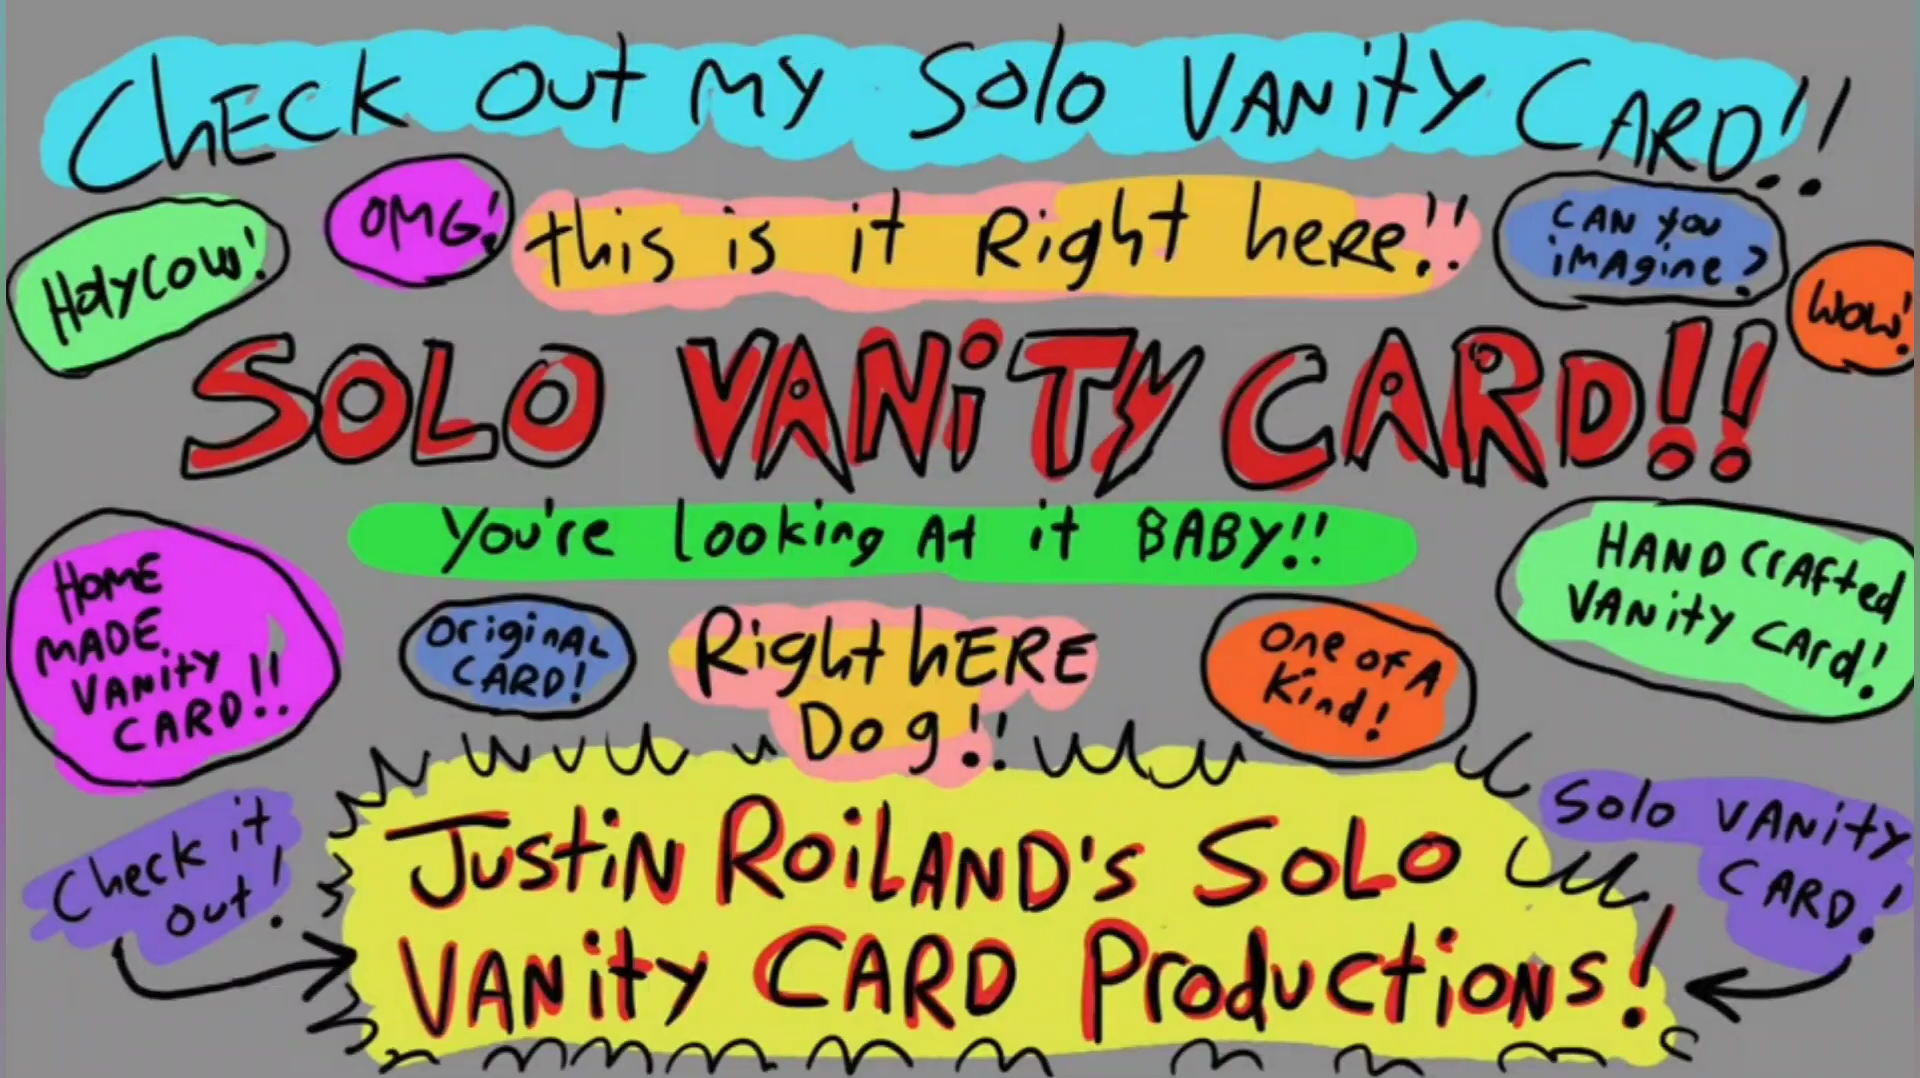 CHECK OUT MY SOLO VANITY CARD!!
HOLY COW!
OMG!
this is it Right here!!
CAN YOU
iMAgine?
WOW!
SOLO VANiTY CARD!!
You're looking At it BABY!!
HOME
MADE
VANiTY
CARD!!
ORiginAL
CARD!
Right hERE
Dog!!
One of A
Kind!
HANDCrAfted
VANity CArd!
Check it
out!
JUStiN ROiLAND's SOLO
VANity CARD PRoductioNs!
Solo VANity
CARD!